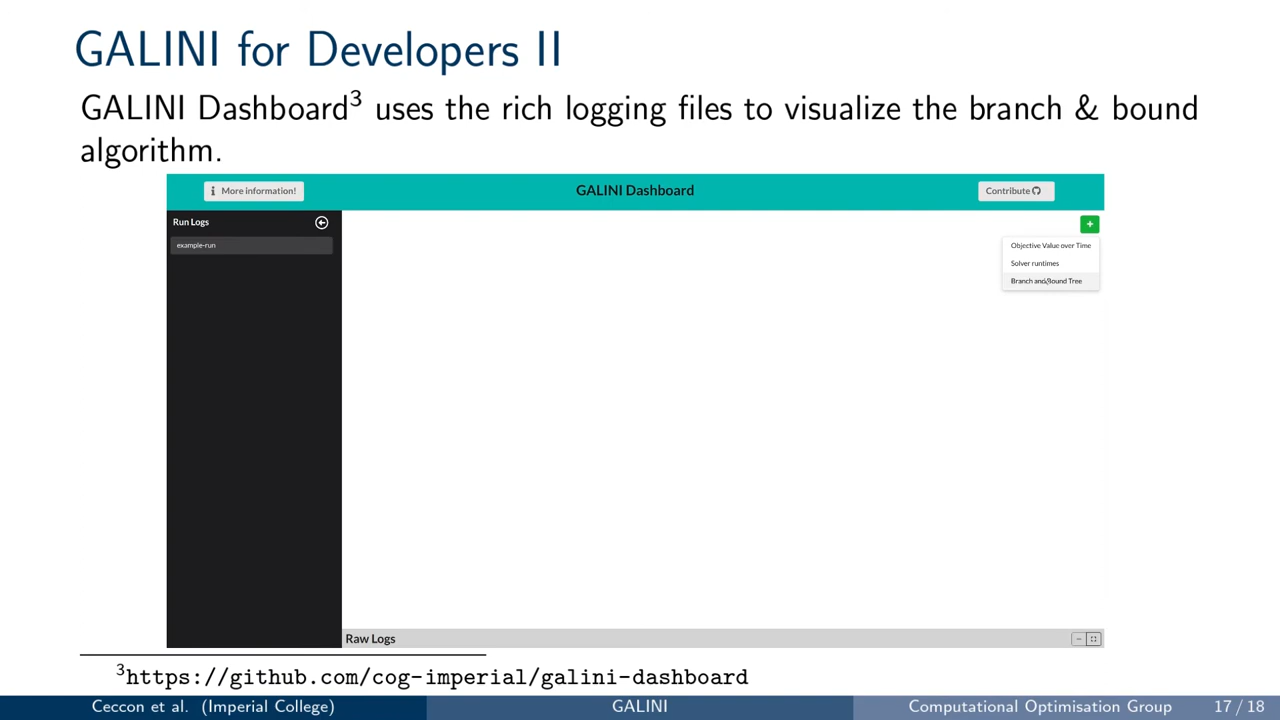 GALINI for Developers II
GALINI Dashboard³ uses the rich logging files to visualize the branch & bound
algorithm.
More information!
GALINI Dashboard
Contribute
Run Logs
+
example-run
Objective Value over Time
Solver runtimes
Branch and Bound Tree
Raw Logs
³https://github.com/cog-imperial/galini-dashboard
Ceccon et al. (Imperial College)
GALINI
Computational Optimisation Group
17 / 18